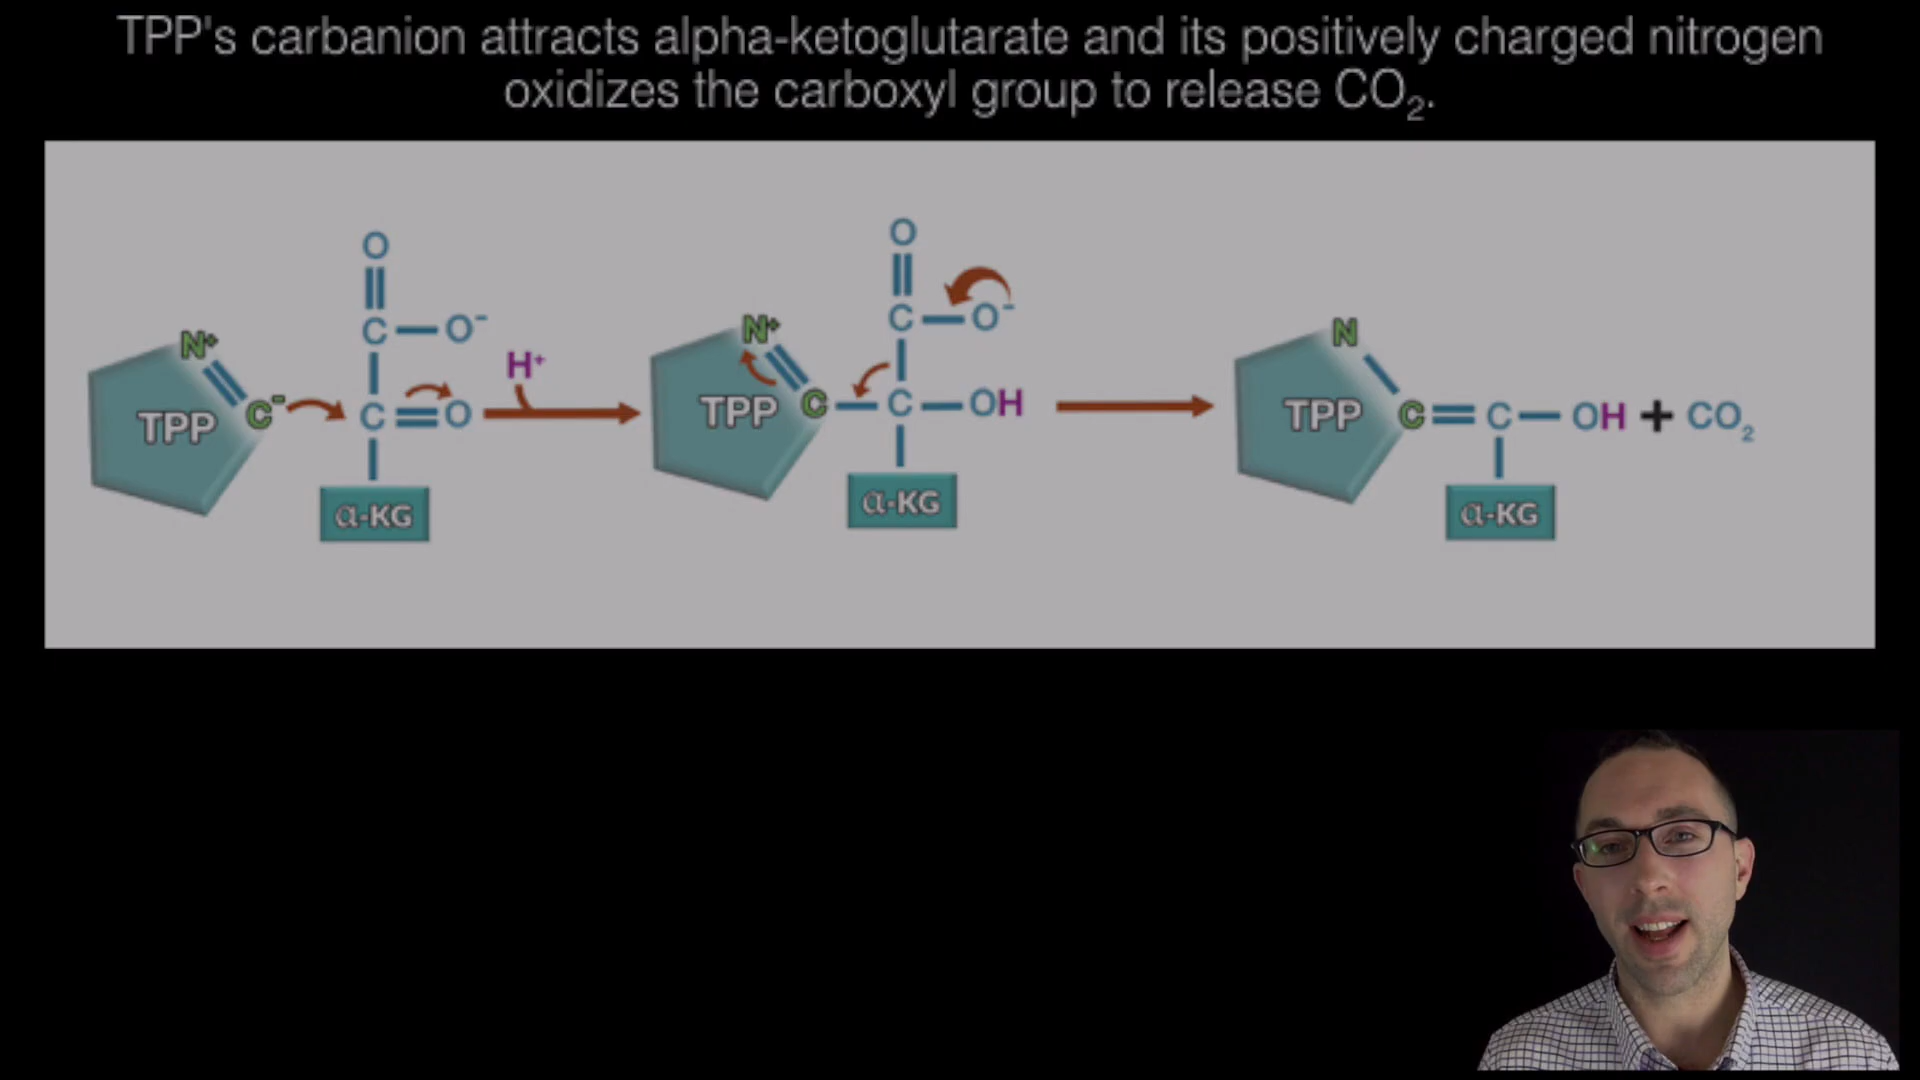 TPP's carbanion attracts alpha-ketoglutarate and its positively charged nitrogen
oxidizes the carboxyl group to release CO₂.
O
C O⁻
N⁺
TPP C⁻ C O
α-KG
H⁺
O
C O⁻
N⁺
TPP C C OH
α-KG
N
TPP C C OH + CO₂
α-KG